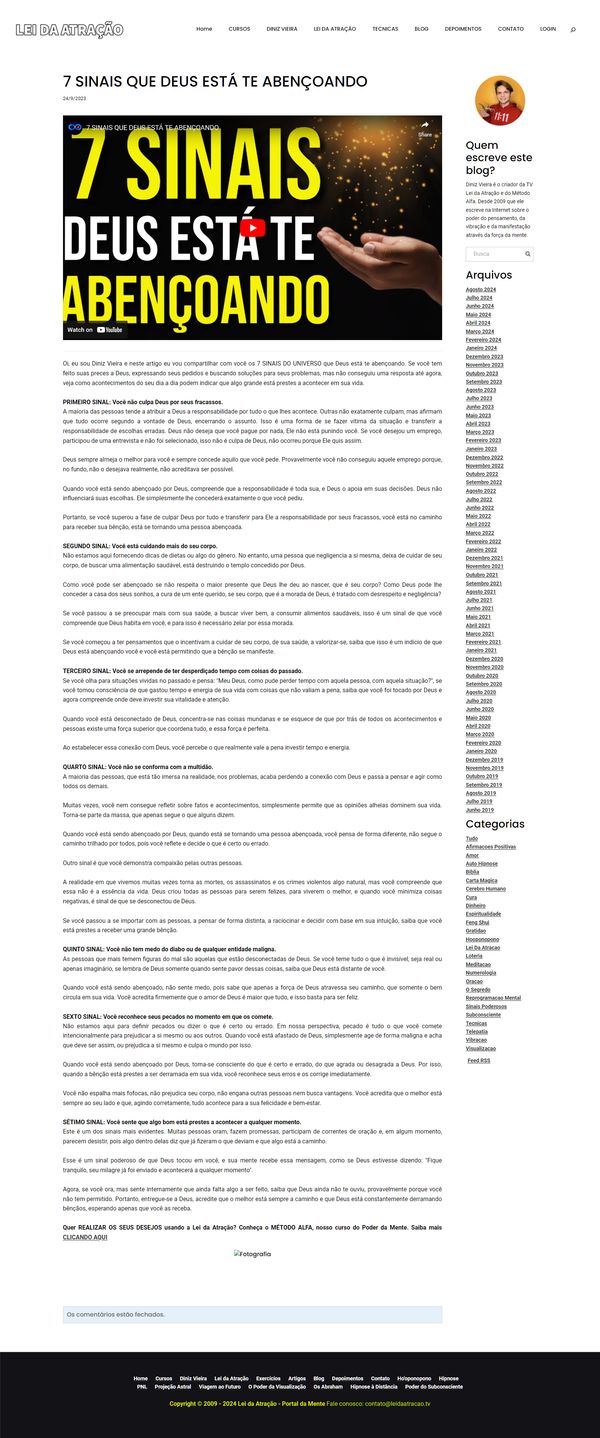 LEI DA ATRAÇÃO
Home CURSOS DINIZ VIEIRA LEI DA ATRAÇÃO TECNICAS BLOG DEPOIMENTOS CONTATO LOGIN
7 SINAIS QUE DEUS ESTÁ TE ABENÇOANDO
24/9/2023
7 SINAIS QUE DEUS ESTÁ TE ABENÇOANDO
Share
7 SINAIS
DEUS ESTÁ TE
ABENÇOANDO
Watch on YouTube
Oi, eu sou Diniz Vieira e neste artigo eu vou compartilhar com você os 7 SINAIS DO UNIVERSO que Deus está te abençoando. Se você tem
feito suas preces a Deus, expressando seus pedidos e buscando soluções para seus problemas, mas não conseguiu uma resposta até agora,
veja como acontecimentos do seu dia a dia podem indicar que algo grande está prestes a acontecer em sua vida.
PRIMEIRO SINAL: Você não culpa Deus por seus fracassos.
A maioria das pessoas tende a atribuir a Deus a responsabilidade por tudo o que lhes acontece. Outras não exatamente culpam, mas afirmam
que tudo ocorre segundo a vontade de Deus, encerrando o assunto. Isso é uma forma de se fazer vítima da situação e transferir a
responsabilidade de escolhas erradas. Deus não deseja que você pague por nada, Ele não está punindo você. Se você desejou um emprego,
participou de uma entrevista e não foi selecionado, isso não é culpa de Deus, não ocorreu porque Ele quis assim.
Deus sempre almeja o melhor para você e sempre concede aquilo que você pede. Provavelmente você não conseguiu aquele emprego porque,
no fundo, não o desejava realmente, não acreditava ser possível.
Quando você está sendo abençoado por Deus, compreende que a responsabilidade é toda sua, e Deus o apoia em suas decisões. Deus não
influenciará suas escolhas. Ele simplesmente lhe concederá exatamente o que você pediu.
Portanto, se você superou a fase de culpar Deus por tudo e transferir para Ele a responsabilidade por seus fracassos, você está no caminho
para receber sua bênção, está se tornando uma pessoa abençoada.
SEGUNDO SINAL: Você está cuidando mais do seu corpo.
Não estamos aqui fornecendo dicas de dietas ou algo do gênero. No entanto, uma pessoa que negligencia a si mesma, deixa de cuidar de seu
corpo, de buscar uma alimentação saudável, está destruindo o templo concedido por Deus.
Como você pode ser abençoado se não respeita o maior presente que Deus lhe deu ao nascer, que é seu corpo? Como Deus pode lhe
conceder a casa dos seus sonhos, a cura de um ente querido, se seu corpo, que é a morada de Deus, é tratado com desrespeito e negligência?
Se você passou a se preocupar mais com sua saúde, a buscar viver bem, a consumir alimentos saudáveis, isso é um sinal de que você
compreende que Deus habita em você, e para isso é necessário zelar por essa morada.
Se você começou a ter pensamentos que o incentivam a cuidar de seu corpo, de sua saúde, a valorizar-se, saiba que isso é um indício de que
Deus está abençoando você e você está permitindo que a bênção se manifeste.
TERCEIRO SINAL: Você se arrepende de ter desperdiçado tempo com coisas do passado.
Se você olha para situações vividas no passado e pensa: "Meu Deus, como pude perder tempo com aquela pessoa, com aquela situação?", se
você tomou consciência de que gastou tempo e energia de sua vida com coisas que não valiam a pena, saiba que você foi tocado por Deus e
agora compreende onde deve investir sua vitalidade e atenção.
Quando você está desconectado de Deus, concentra-se nas coisas mundanas e se esquece de que por trás de todos os acontecimentos e
pessoas existe uma força superior que coordena tudo, e essa força é perfeita.
Ao estabelecer essa conexão com Deus, você percebe o que realmente vale a pena investir tempo e energia.
QUARTO SINAL: Você não se conforma com a multidão.
A maioria das pessoas, que está tão imersa na realidade, nos problemas, acaba perdendo a conexão com Deus e passa a pensar e agir como
todos os demais.
Muitas vezes, você nem consegue refletir sobre fatos e acontecimentos, simplesmente permite que as opiniões alheias dominem sua vida.
Torna-se parte da massa, que apenas segue o que alguns dizem.
Quando você está sendo abençoado por Deus, quando está se tornando uma pessoa abençoada, você pensa de forma diferente, não segue o
caminho trilhado por todos, pois você reflete e decide o que é certo ou errado.
Outro sinal é que você demonstra compaixão pelas outras pessoas.
A realidade em que vivemos muitas vezes torna as mortes, os assassinatos e os crimes violentos algo natural, mas você compreende que
essa não é a essência da vida. Deus criou todas as pessoas para serem felizes, para viverem o melhor, e quando você minimiza coisas
negativas, é sinal de que se desconectou de Deus.
Se você passou a se importar com as pessoas, a pensar de forma distinta, a raciocinar e decidir com base em sua intuição, saiba que você
está prestes a receber uma grande bênção.
QUINTO SINAL: Você não tem medo do diabo ou de qualquer entidade maligna.
As pessoas que mais temem figuras do mal são aquelas que estão desconectadas de Deus. Se você teme tudo o que é invisível, seja real ou
apenas imaginário, se lembra de Deus somente quando sente pavor dessas coisas, saiba que Deus está distante de você.
Quando você está sendo abençoado, não sente medo, pois sabe que apenas a força de Deus atravessa seu caminho, que somente o bem
circula em sua vida. Você acredita firmemente que o amor de Deus é maior que tudo, e isso basta para ser feliz.
SEXTO SINAL: Você reconhece seus pecados no momento em que os comete.
Não estamos aqui para definir pecados ou dizer o que é certo ou errado. Em nossa perspectiva, pecado é tudo o que você comete
intencionalmente para prejudicar a si mesmo ou aos outros. Quando você está afastado de Deus, simplesmente age de forma maligna e acha
que deve ser assim, ou prejudica a si mesmo e culpa o mundo por isso.
Quando você está sendo abençoado por Deus, torna-se consciente do que é certo e errado, do que agrada ou desagrada a Deus. Por isso,
quando a bênção está prestes a ser derramada em sua vida, você reconhece seus erros e os corrige imediatamente.
Você não espalha mais fofocas, não prejudica seu corpo, não engana outras pessoas nem busca vantagens. Você acredita que o melhor está
sempre ao seu lado e que, agindo corretamente, tudo acontece para a sua felicidade e bem-estar.
SÉTIMO SINAL: Você sente que algo bom está prestes a acontecer a qualquer momento.
Este é um dos sinais mais evidentes. Muitas pessoas oram, fazem promessas, participam de correntes de oração e, em algum momento,
parecem desistir, pois algo dentro delas diz que já fizeram o que deviam e que algo está a caminho.
Esse é um sinal poderoso de que Deus tocou em você, e sua mente recebe essa mensagem, como se Deus estivesse dizendo: "Fique
tranquilo, seu milagre já foi enviado e acontecerá a qualquer momento".
Agora, se você ora, mas sente internamente que ainda falta algo a ser feito, saiba que Deus ainda não te ouviu, provavelmente porque você
não tem permitido. Portanto, entregue-se a Deus, acredite que o melhor está sempre a caminho e que Deus está constantemente derramando
bênçãos, esperando apenas que você as receba.
Quer REALIZAR OS SEUS DESEJOS usando a Lei da Atração? Conheça o MÉTODO ALFA, nosso curso do Poder da Mente. Saiba mais
CLICANDO AQUI
Fotografia
Os comentários estão fechados.
11:11
Quem
escreve este
blog?
Diniz Vieira é o criador da TV
Lei da Atração e do Método
Alfa. Desde 2009 que ele
escreve na Internet sobre o
poder do pensamento, da
vibração e da manifestação
através da força da mente.
Busca
Arquivos
Agosto 2024
Julho 2024
Junho 2024
Maio 2024
Abril 2024
Março 2024
Fevereiro 2024
Janeiro 2024
Dezembro 2023
Novembro 2023
Outubro 2023
Setembro 2023
Agosto 2023
Julho 2023
Junho 2023
Maio 2023
Abril 2023
Março 2023
Fevereiro 2023
Janeiro 2023
Dezembro 2022
Novembro 2022
Outubro 2022
Setembro 2022
Agosto 2022
Julho 2022
Junho 2022
Maio 2022
Abril 2022
Março 2022
Fevereiro 2022
Janeiro 2022
Dezembro 2021
Novembro 2021
Outubro 2021
Setembro 2021
Agosto 2021
Julho 2021
Junho 2021
Maio 2021
Abril 2021
Março 2021
Fevereiro 2021
Janeiro 2021
Dezembro 2020
Novembro 2020
Outubro 2020
Setembro 2020
Agosto 2020
Julho 2020
Junho 2020
Maio 2020
Abril 2020
Março 2020
Fevereiro 2020
Janeiro 2020
Dezembro 2019
Novembro 2019
Outubro 2019
Setembro 2019
Agosto 2019
Julho 2019
Junho 2019
Categorias
Tudo
Afirmacoes Positivas
Amor
Auto Hipnose
Biblia
Carta Magica
Cerebro Humano
Cura
Dinheiro
Espiritualidade
Feng Shui
Gratidao
Hooponopono
Lei Da Atracao
Loteria
Meditacao
Numerologia
Oracao
O Segredo
Reprogramacao Mental
Sinais Poderosos
Subconsciente
Tecnicas
Telepatia
Vibracao
Visualizacao
Feed RSS
Home Cursos Diniz Vieira Lei da Atração Exercícios Artigos Blog Depoimentos Contato Ho'oponopono Hipnose
PNL Projeção Astral Viagem ao Futuro O Poder da Visualização Os Abraham Hipnose à Distância Poder do Subconsciente
Copyright © 2009 - 2024 Lei da Atração - Portal da Mente Fale conosco: contato@leidaatracao.tv